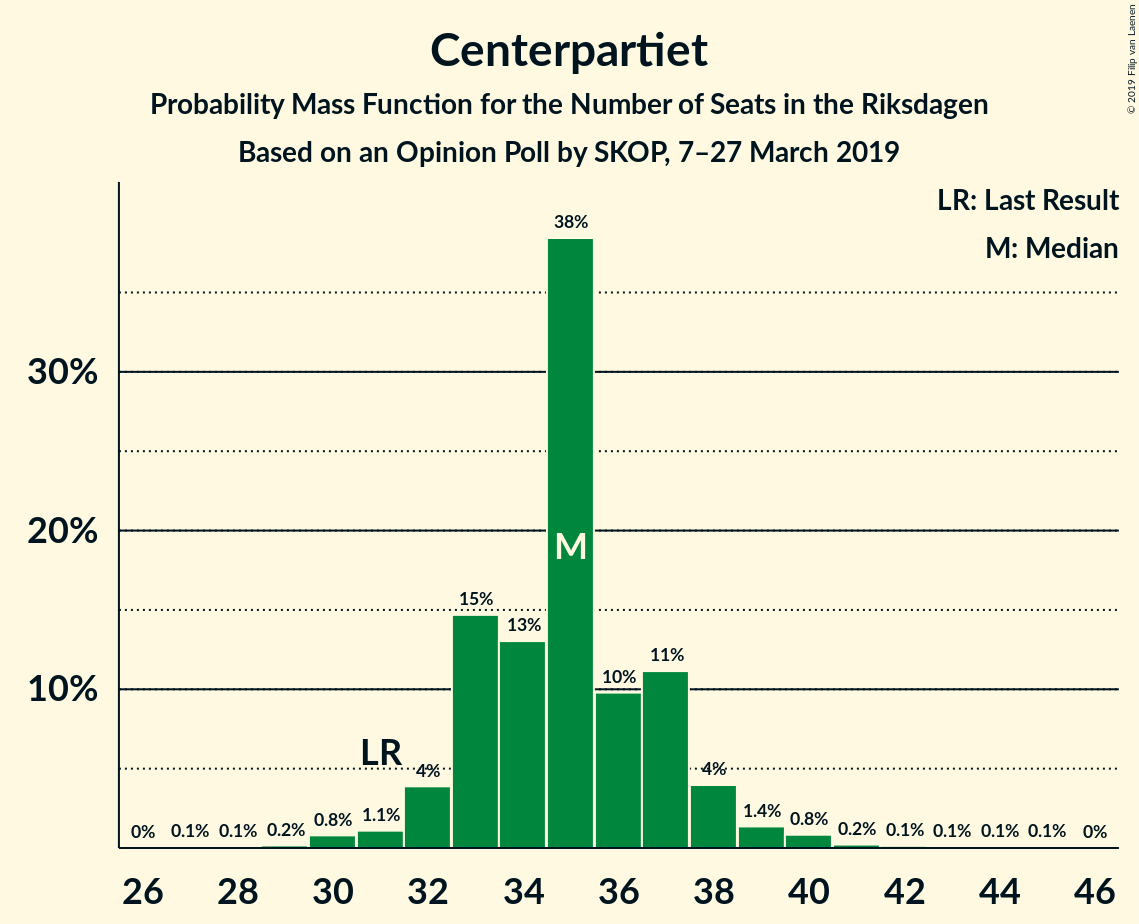 Centerpartiet
Probability Mass Function for the Number of Seats in the Riksdagen
Based on an Opinion Poll by SKOP, 7–27 March 2019
© 2019 Filip van Laenen
LR: Last Result
M: Median
30%
20%
10%
0%
0.1%
0.1%
0.2%
0.8%
1.1%
4%
15%
13%
38%
10%
11%
4%
1.4%
0.8%
0.2%
0.1%
0.1%
0.1%
0.1%
0%
LR
M
26 28 30 32 34 36 38 40 42 44 46